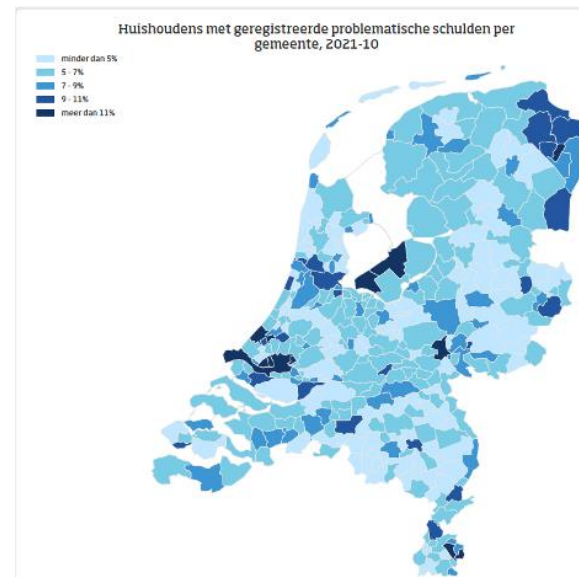 Huishoudens met geregistreerde problematische schulden per
gemeente, 2021-10
minder dan 5%
5 - 7%
7 - 9%
9 - 11%
meer dan 11%